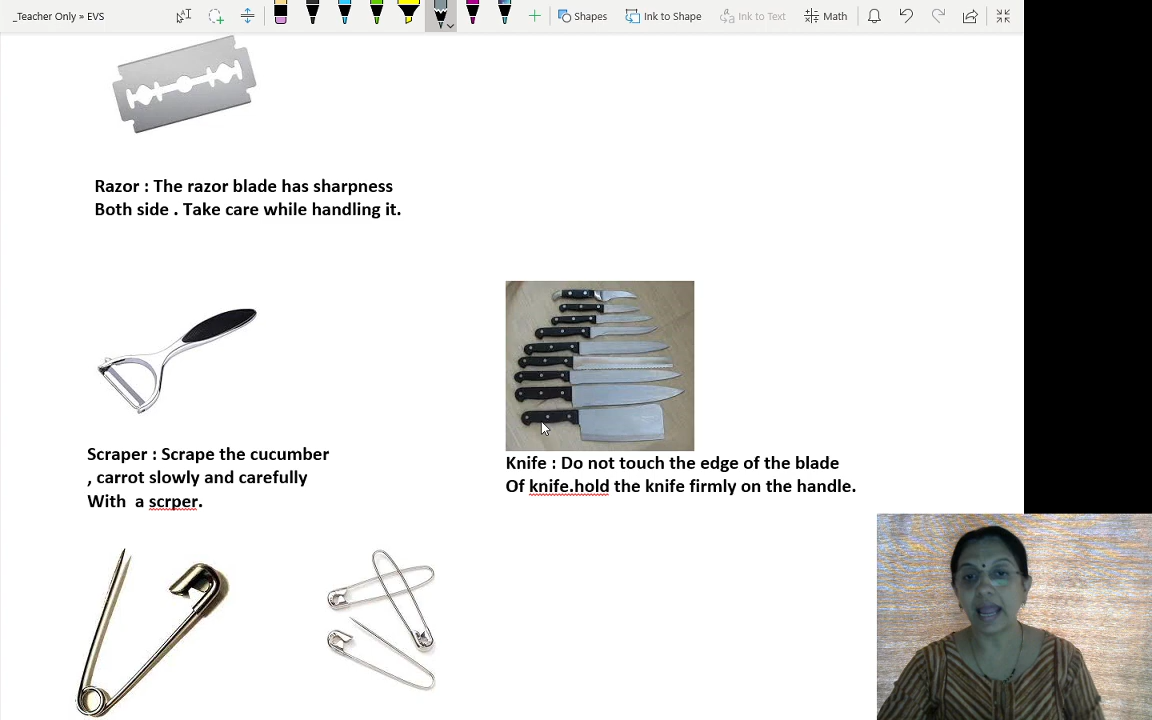 _Teacher Only » EVS
Shapes
Ink to Shape
Ink to Text
Math
Razor : The razor blade has sharpness
Both side . Take care while handling it.
Scraper : Scrape the cucumber
, carrot slowly and carefully
With a scrper.
Knife : Do not touch the edge of the blade
Of knife.hold the knife firmly on the handle.